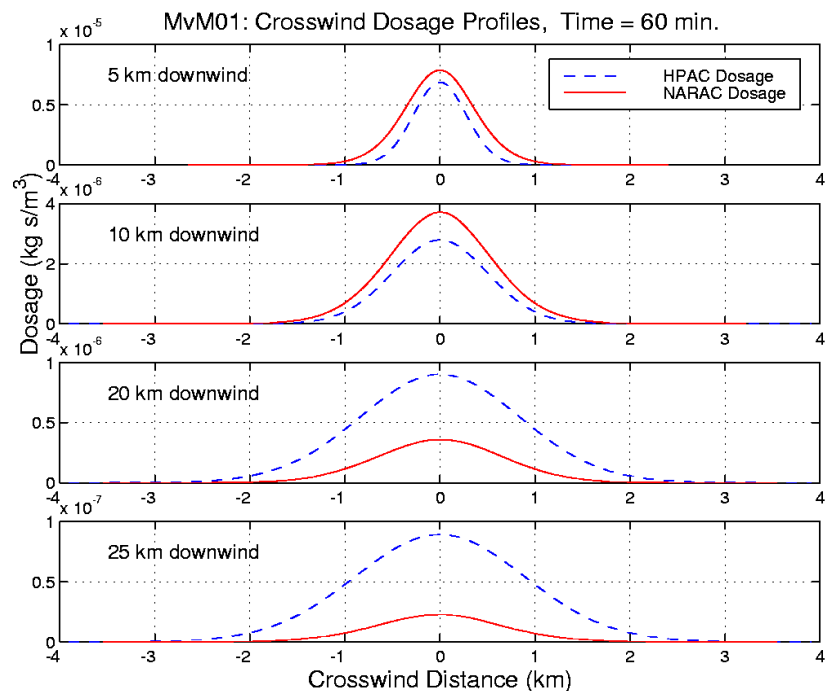 MvM01: Crosswind Dosage Profiles, Time = 60 min.
x 10^-5
1
0.5
0
5 km downwind
HPAC Dosage
NARAC Dosage
-4 -3 -2 -1 0 1 2 3 4
x 10^-6
4
2
0
10 km downwind
-4 -3 -2 -1 0 1 2 3 4
Dosage (kg s/m^3)
x 10^-6
1
0.5
0
20 km downwind
-4 -3 -2 -1 0 1 2 3 4
x 10^-7
1
0.5
0
25 km downwind
-4 -3 -2 -1 0 1 2 3 4
Crosswind Distance (km)